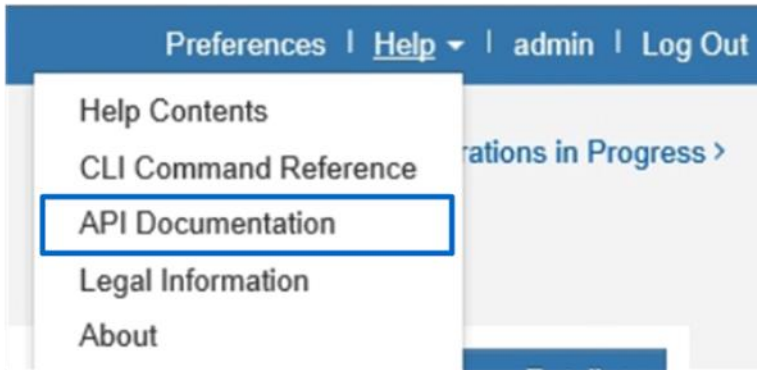 Preferences | Help | admin | Log Out
Help Contents
CLI Command Reference
rations in Progress >
API Documentation
Legal Information
About